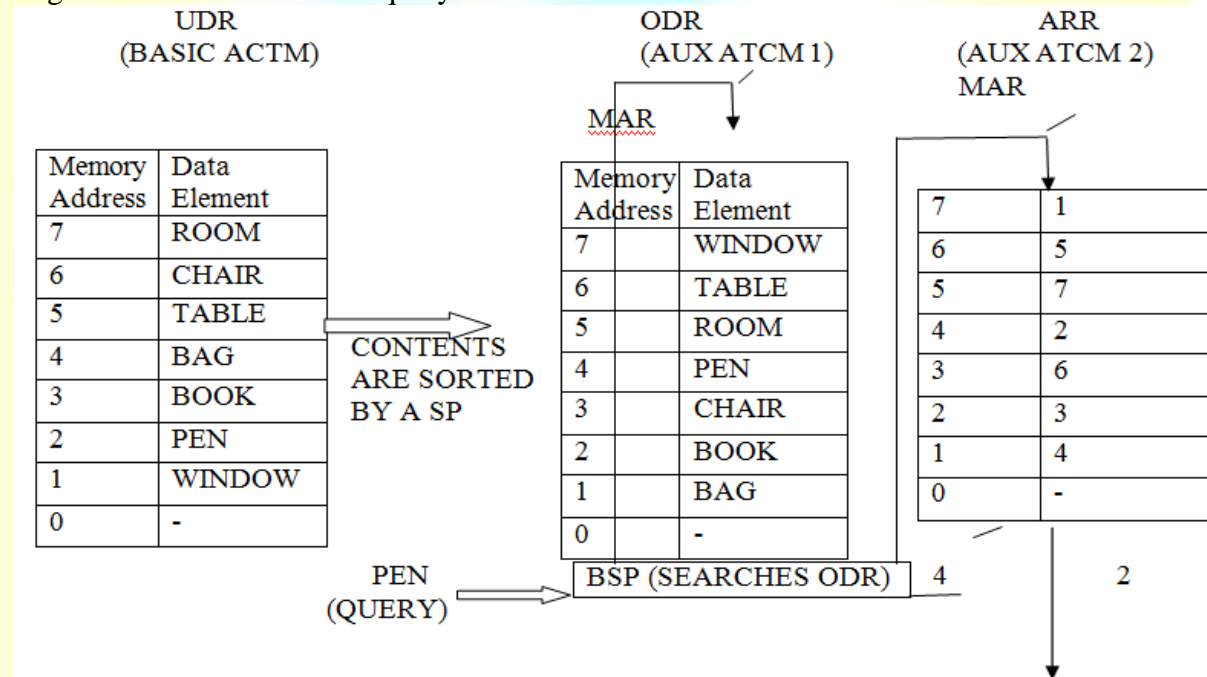 UDR
(BASIC ACTM)
ODR
(AUX ATCM 1)
ARR
(AUX ATCM 2)
MAR
MAR
Memory Address Data Element
7 ROOM
6 CHAIR
5 TABLE
4 BAG
3 BOOK
2 PEN
1 WINDOW
0 -
CONTENTS
ARE SORTED
BY A SP
Memory Address Data Element
7 WINDOW
6 TABLE
5 ROOM
4 PEN
3 CHAIR
2 BOOK
1 BAG
0 -
7 1
6 5
5 7
4 2
3 6
2 3
1 4
0 -
PEN
(QUERY)
BSP (SEARCHES ODR)
4
2